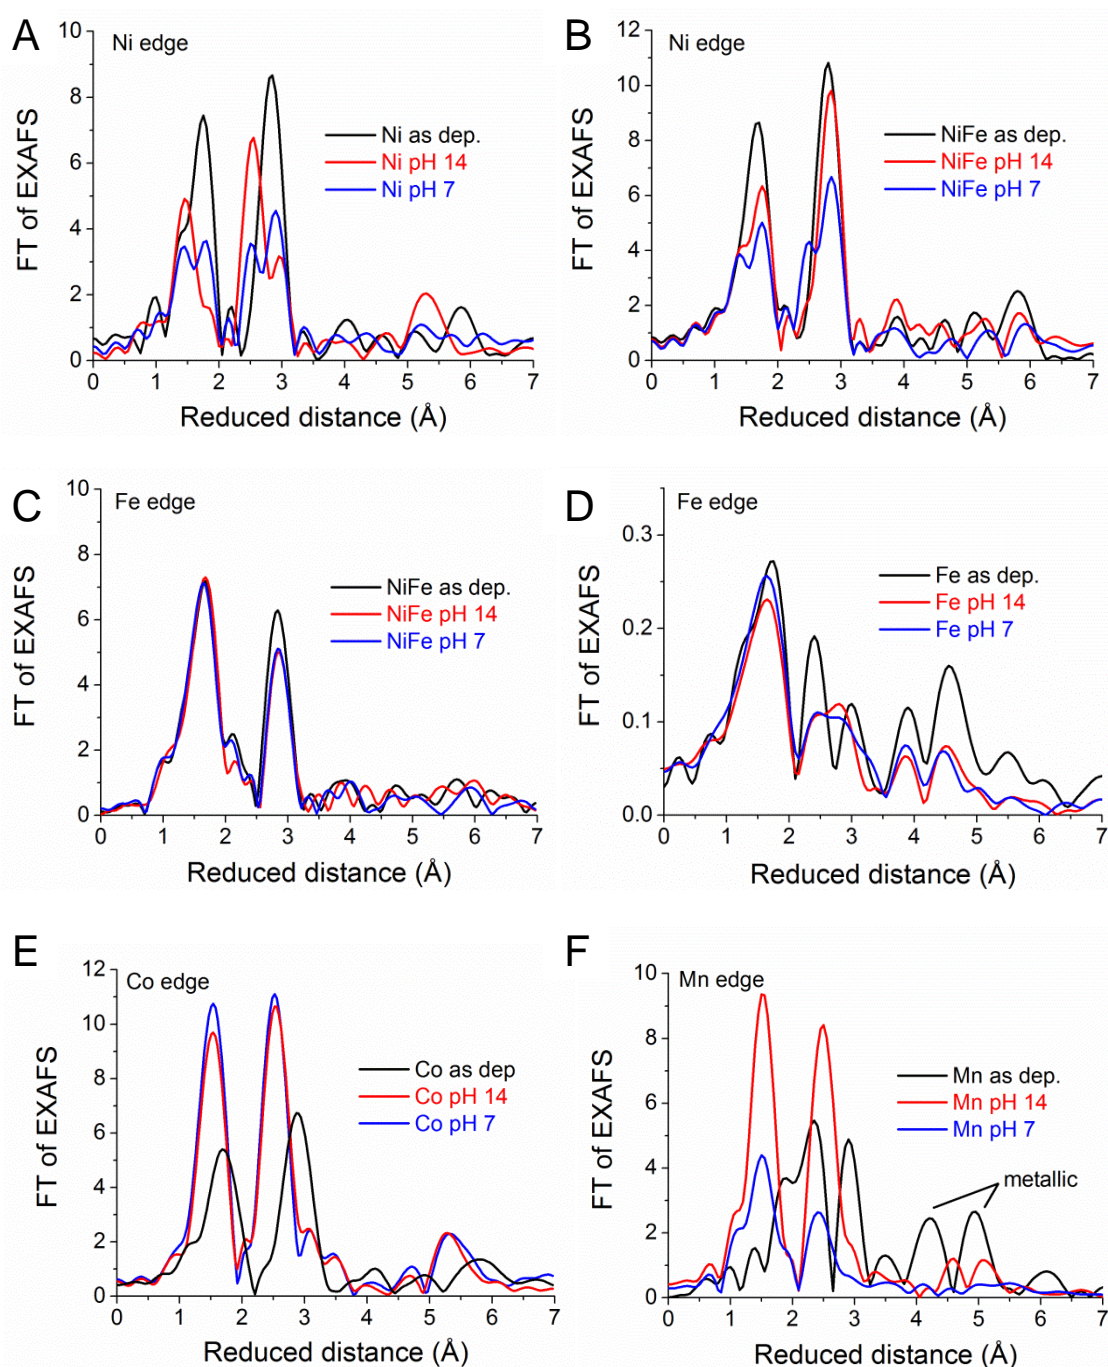 A
Ni edge
10
8
6
4
2
0
FT of EXAFS
Ni as dep.
Ni pH 14
Ni pH 7
0 1 2 3 4 5 6 7
Reduced distance (Å)
B
Ni edge
12
10
8
6
4
2
0
FT of EXAFS
NiFe as dep.
NiFe pH 14
NiFe pH 7
0 1 2 3 4 5 6 7
Reduced distance (Å)
C
Fe edge
10
8
6
4
2
0
FT of EXAFS
NiFe as dep.
NiFe pH 14
NiFe pH 7
0 1 2 3 4 5 6 7
Reduced distance (Å)
D
Fe edge
0.3
0.2
0.1
0.0
FT of EXAFS
Fe as dep.
Fe pH 14
Fe pH 7
0 1 2 3 4 5 6 7
Reduced distance (Å)
E
Co edge
12
10
8
6
4
2
0
FT of EXAFS
Co as dep
Co pH 14
Co pH 7
0 1 2 3 4 5 6 7
Reduced distance (Å)
F
Mn edge
10
8
6
4
2
0
FT of EXAFS
Mn as dep.
Mn pH 14
Mn pH 7
metallic
0 1 2 3 4 5 6 7
Reduced distance (Å)